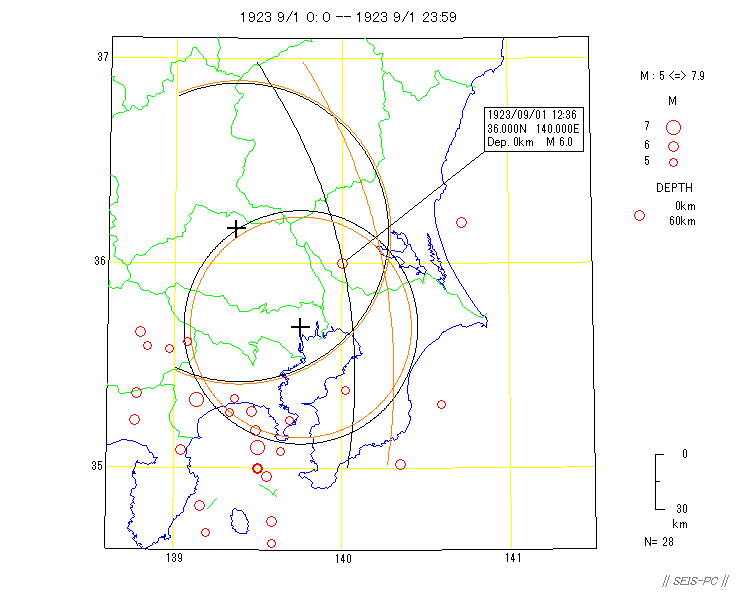 1923 9/1 0: 0 -- 1923 9/1 23:59
37
36
35
139
140
141
1923/09/01 12:36
36.000N 140.000E
Dep. 0km M 6.0
M : 5 <=> 7.9
M
7
6
5
DEPTH
0km
60km
0
30
km
N= 28
// SEIS-PC //